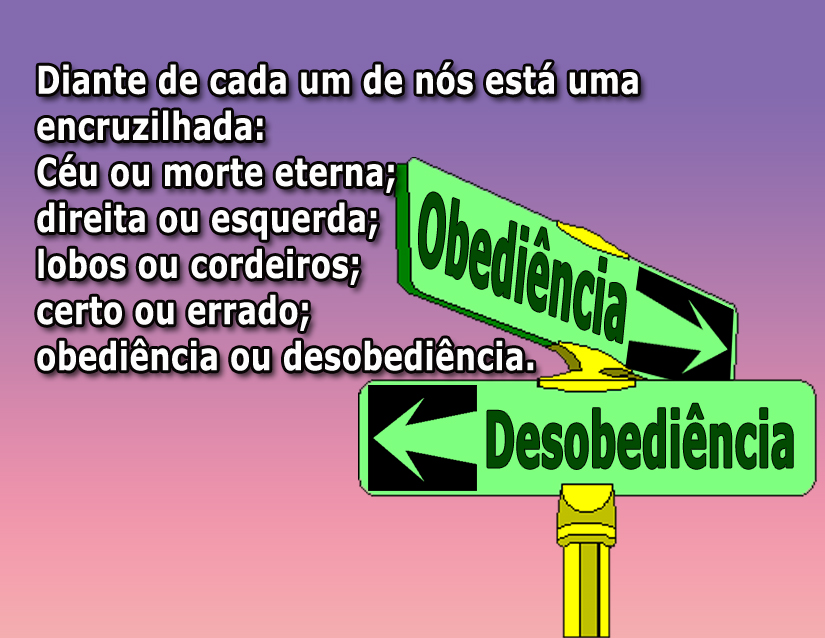 Diante de cada um de nós está uma
encruzilhada:
Céu ou morte eterna;
direita ou esquerda;
lobos ou cordeiros;
certo ou errado;
obediência ou desobediência.
Obediência
Desobediência